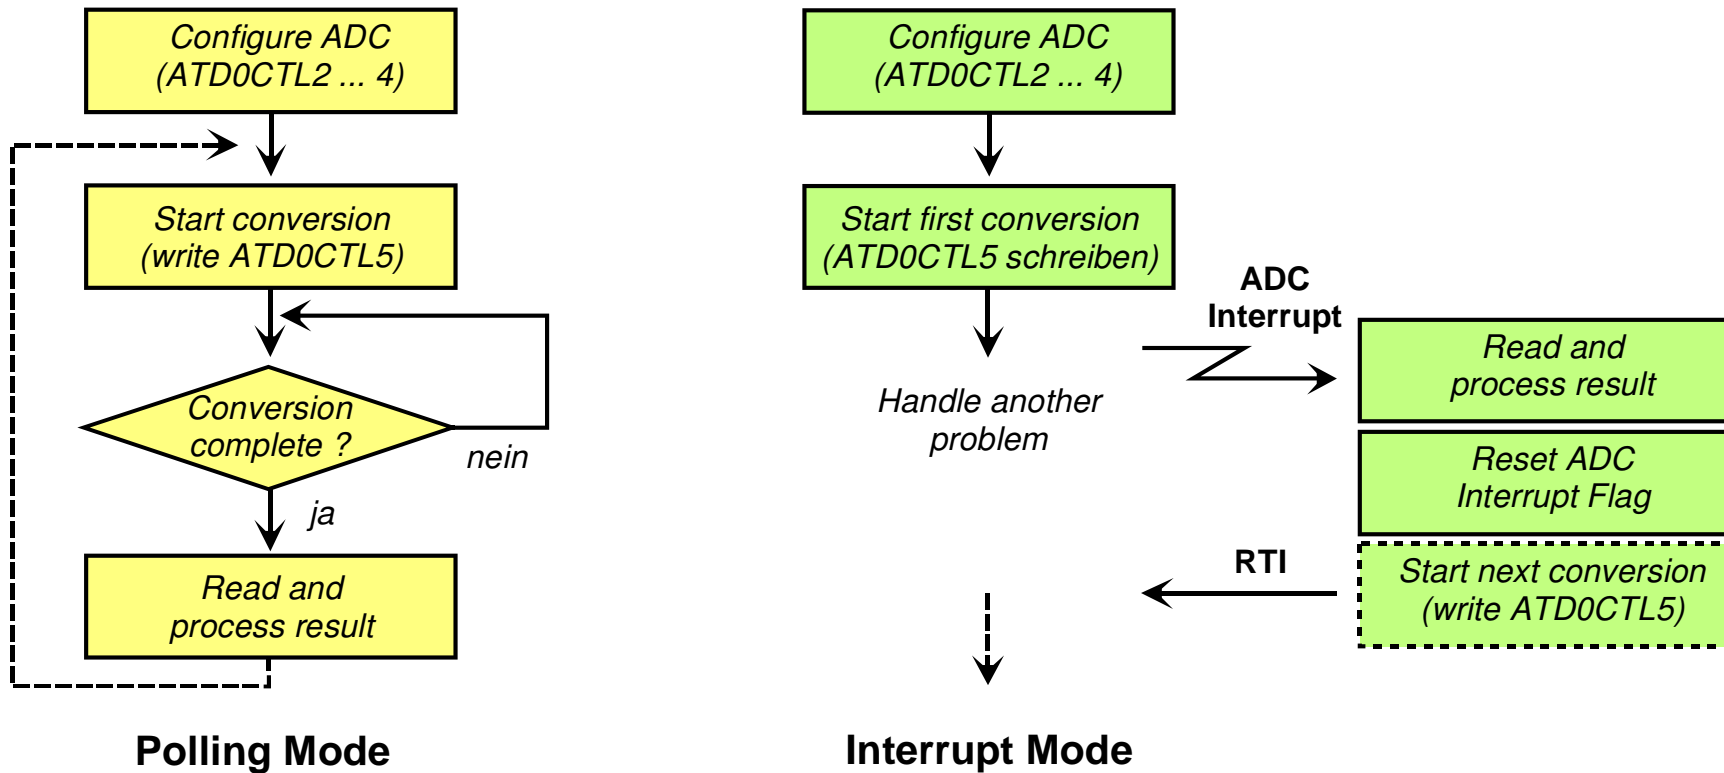 Configure ADC
(ATD0CTL2 ... 4)
Start conversion
(write ATD0CTL5)
Conversion
complete ?
nein
ja
Read and
process result
Polling Mode
Configure ADC
(ATD0CTL2 ... 4)
Start first conversion
(ATD0CTL5 schreiben)
Handle another
problem
ADC
Interrupt
Read and
process result
Reset ADC
Interrupt Flag
RTI
Start next conversion
(write ATD0CTL5)
Interrupt Mode